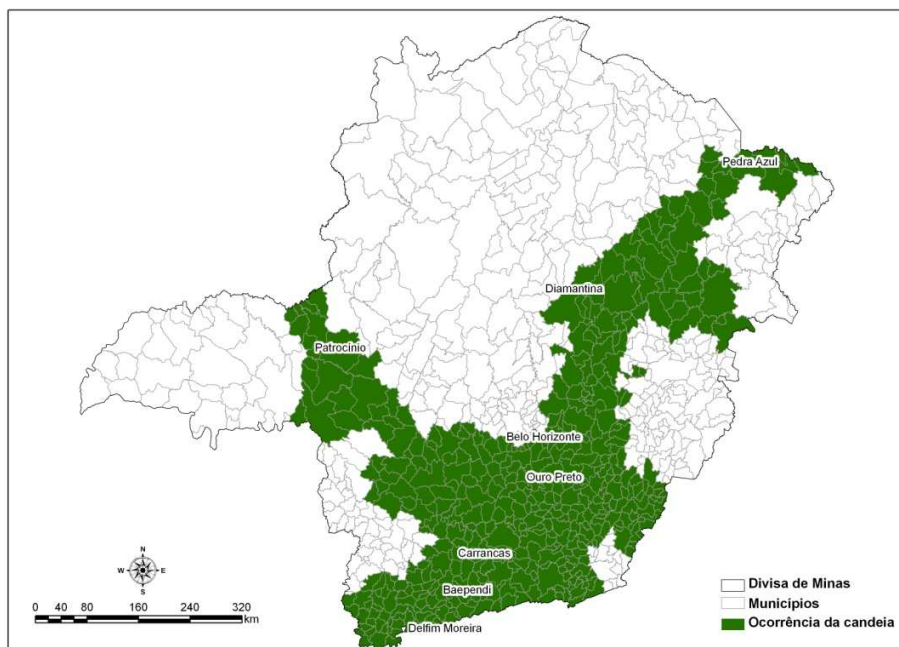 Pedra Azul
Diamantina
Patrocínio
Belo Horizonte
Ouro Preto
Carrancas
Baependi
Delfim Moreira
N
W E
S
0 40 80 160 240 320
km
Divisa de Minas
Municípios
Ocorrência da candeia